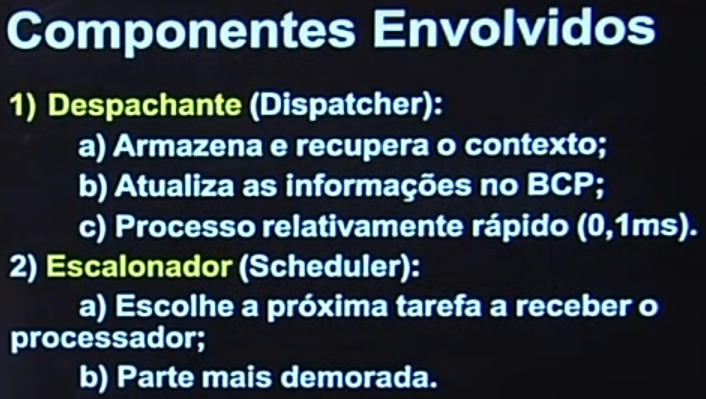 Componentes Envolvidos
1) Despachante (Dispatcher):
a) Armazena e recupera o contexto;
b) Atualiza as informações no BCP;
c) Processo relativamente rápido (0,1ms).
2) Escalonador (Scheduler):
a) Escolhe a próxima tarefa a receber o
processador;
b) Parte mais demorada.